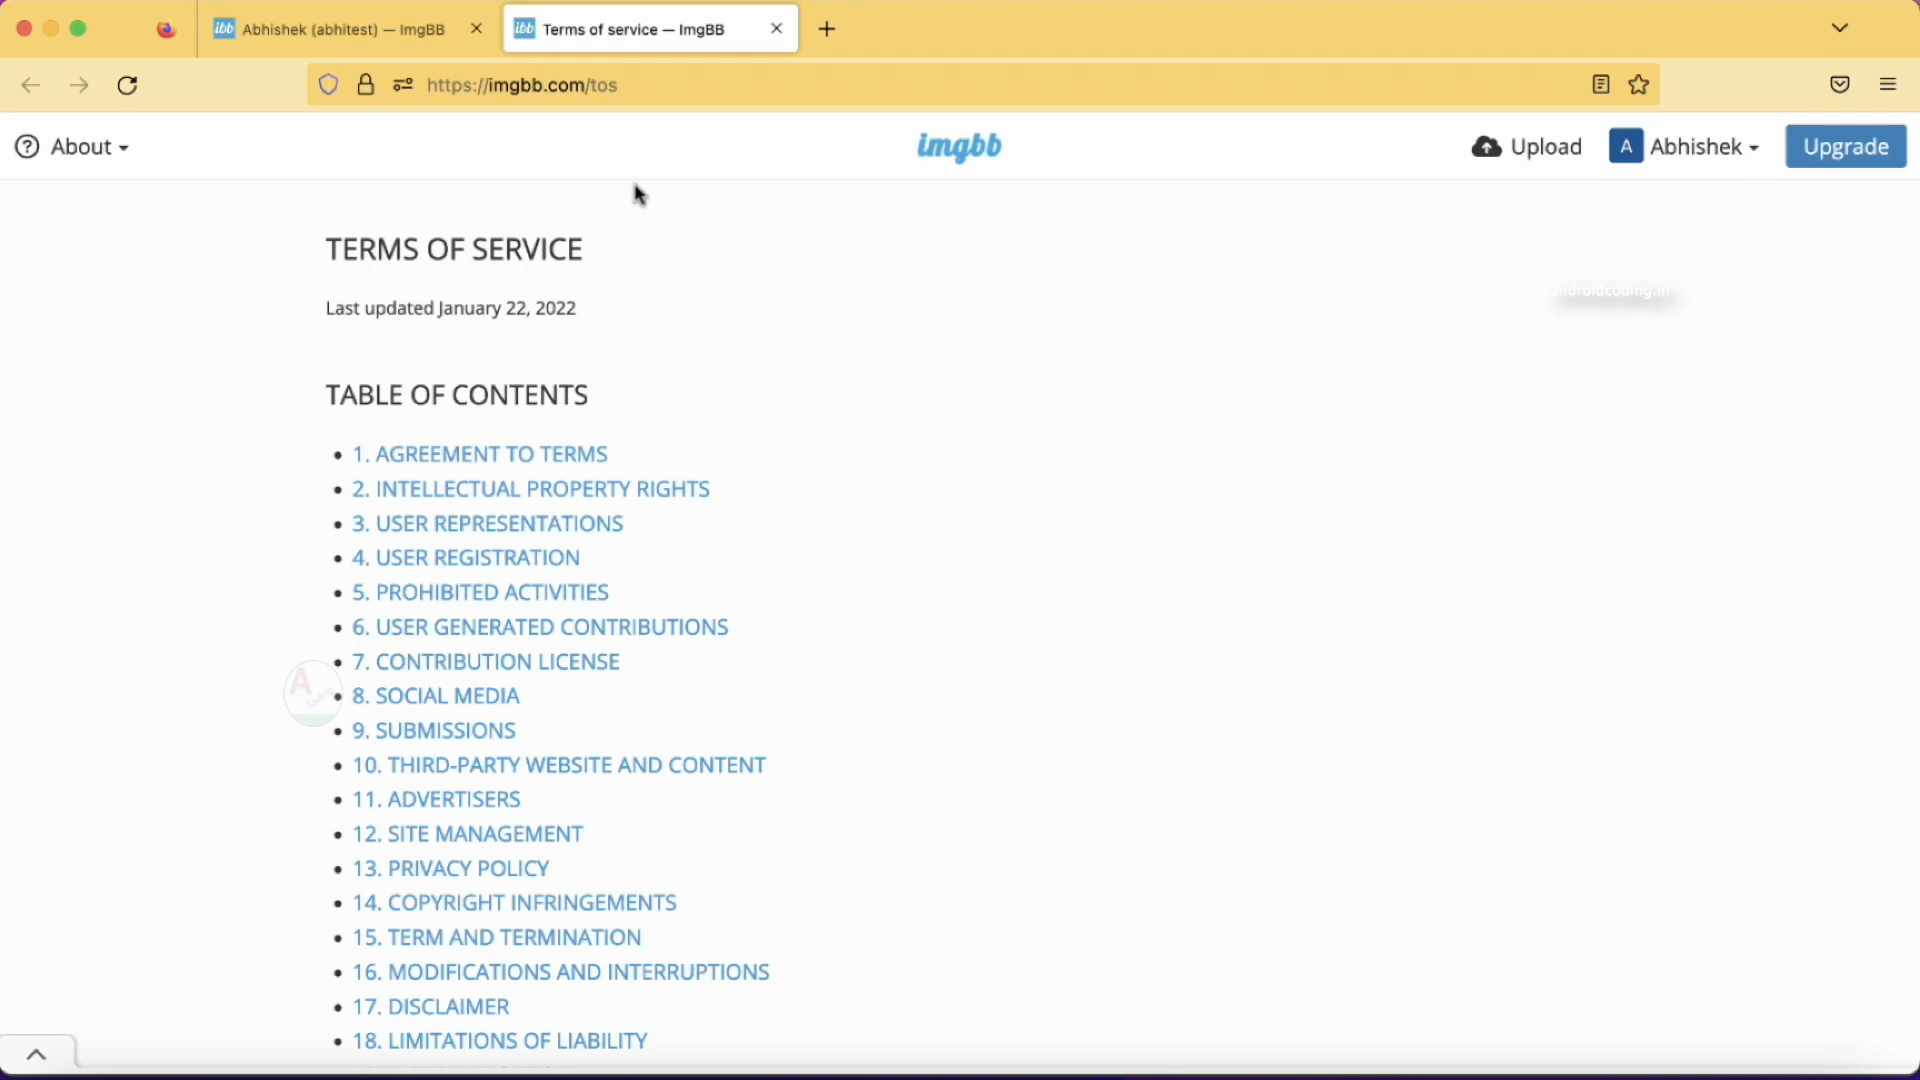 Abhishek (abhitest) — ImgBB
Terms of service — ImgBB
https://imgbb.com/tos
About
imgbb
Upload
A
Abhishek
Upgrade
TERMS OF SERVICE
Last updated January 22, 2022
androidcoding.in
TABLE OF CONTENTS
• 1. AGREEMENT TO TERMS
• 2. INTELLECTUAL PROPERTY RIGHTS
• 3. USER REPRESENTATIONS
• 4. USER REGISTRATION
• 5. PROHIBITED ACTIVITIES
• 6. USER GENERATED CONTRIBUTIONS
• 7. CONTRIBUTION LICENSE
• 8. SOCIAL MEDIA
• 9. SUBMISSIONS
• 10. THIRD-PARTY WEBSITE AND CONTENT
• 11. ADVERTISERS
• 12. SITE MANAGEMENT
• 13. PRIVACY POLICY
• 14. COPYRIGHT INFRINGEMENTS
• 15. TERM AND TERMINATION
• 16. MODIFICATIONS AND INTERRUPTIONS
• 17. DISCLAIMER
• 18. LIMITATIONS OF LIABILITY